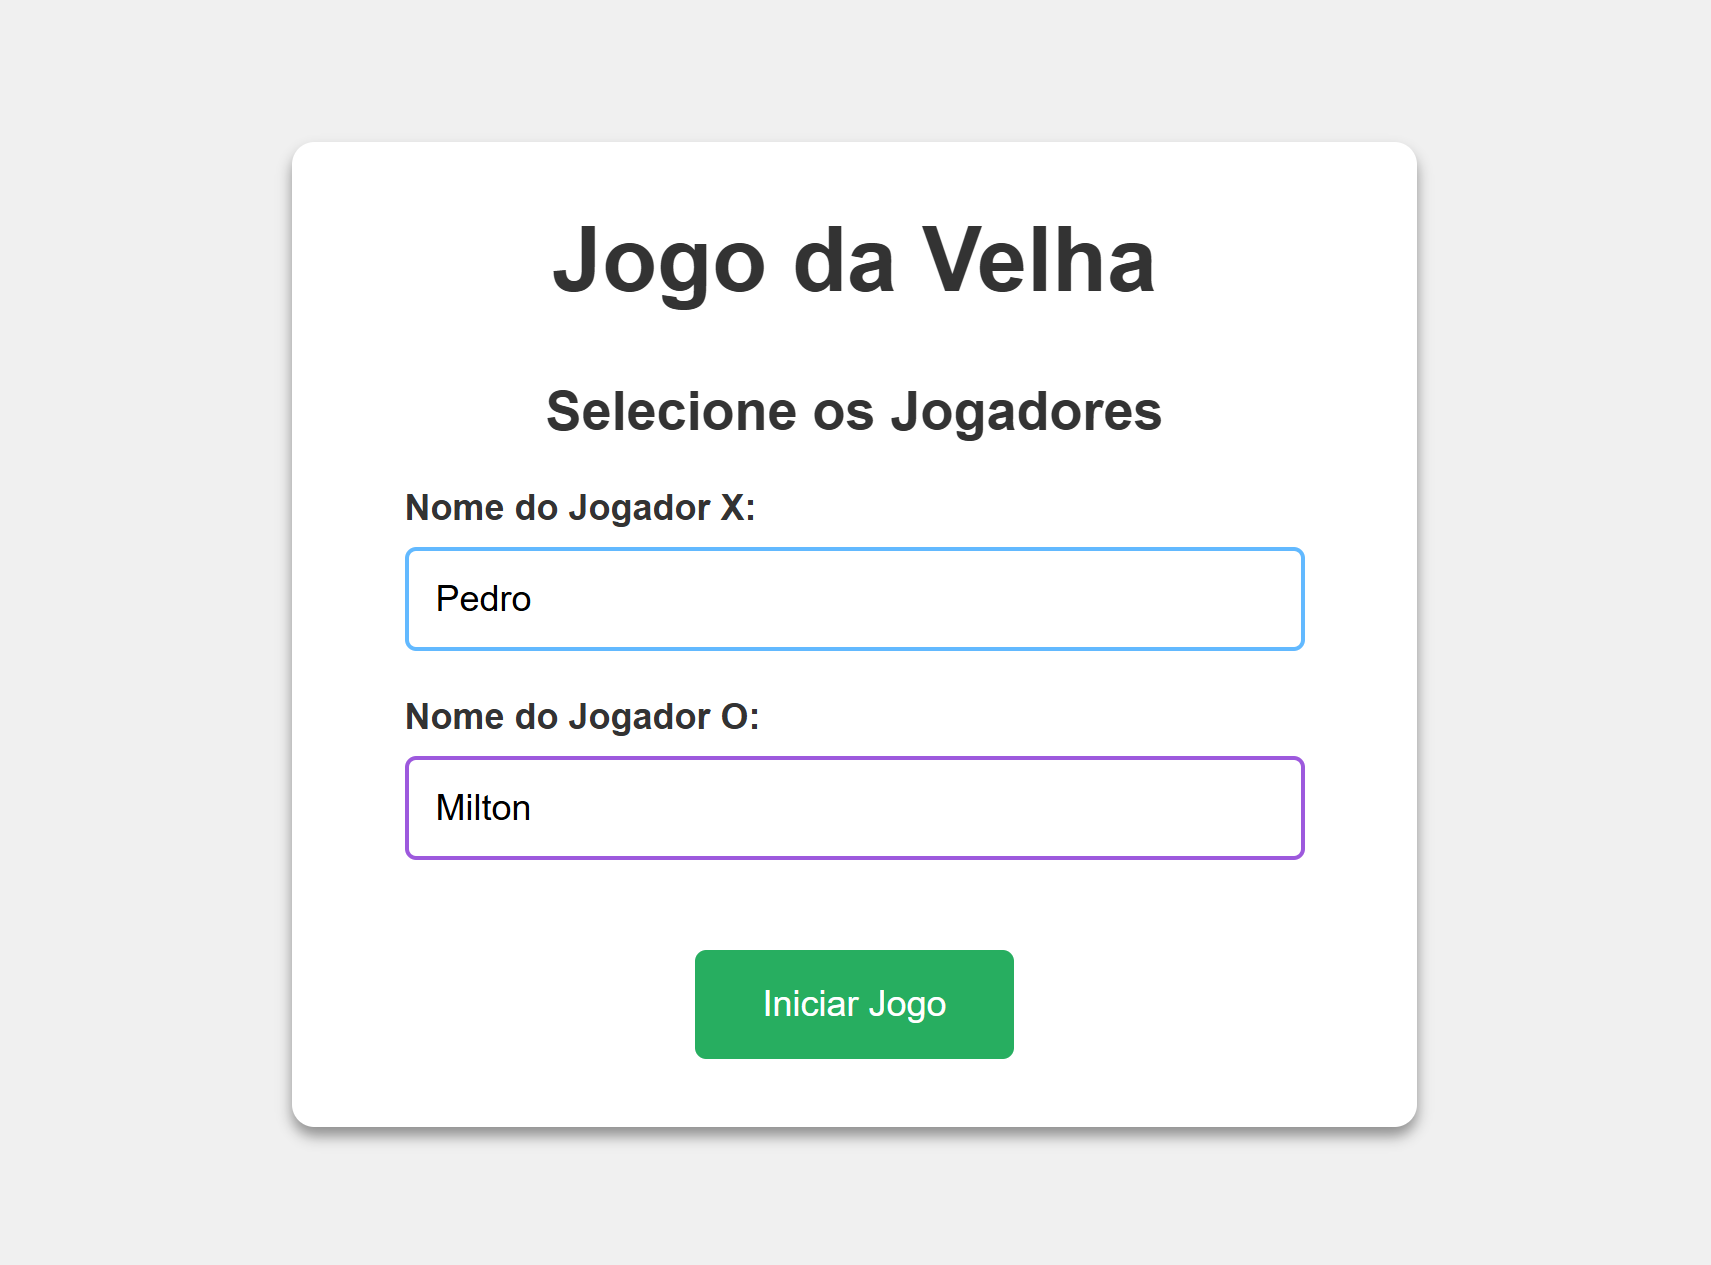 Jogo da Velha
Selecione os Jogadores
Nome do Jogador X:
Pedro
Nome do Jogador O:
Milton
Iniciar Jogo